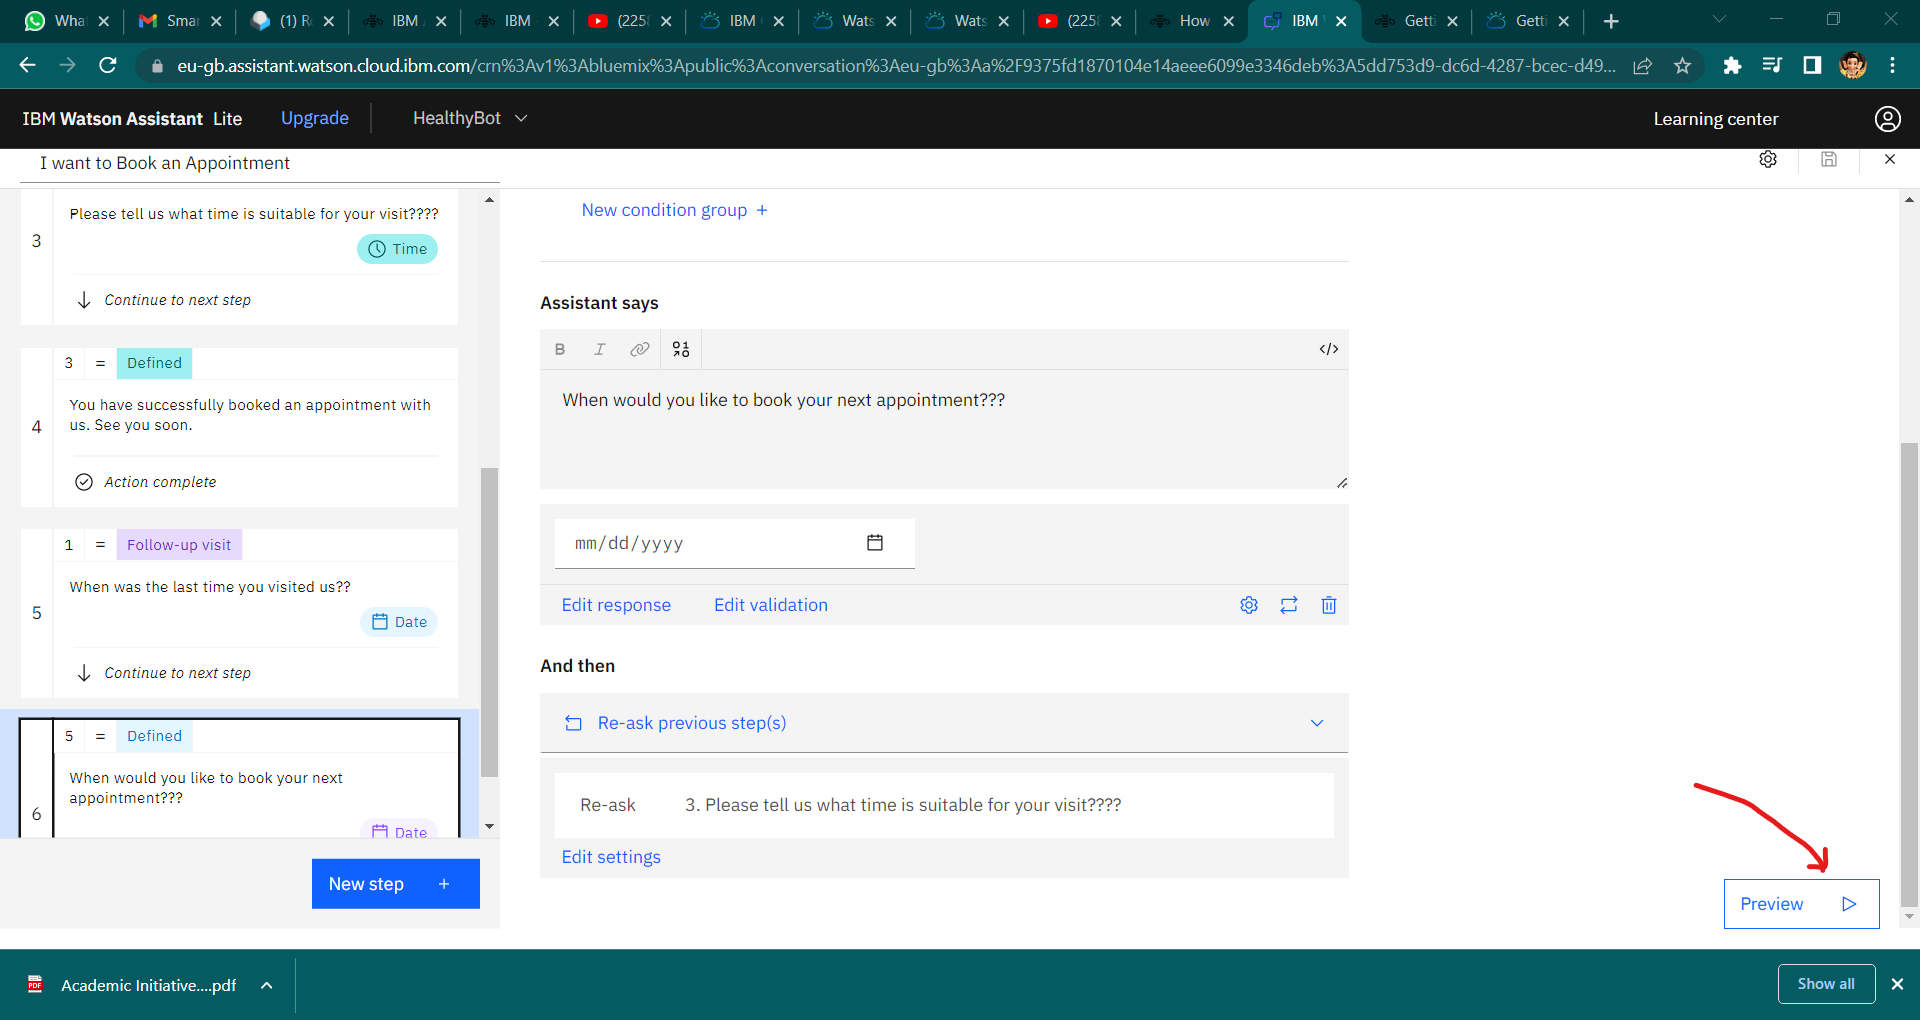 What
Smar
(1) R
IBM
IBM
(225
IBM
Wats
Wats
(225
How
IBM
Getti
Getti
eu-gb.assistant.watson.cloud.ibm.com/crn%3Av1%3Abluemix%3Apublic%3Aconversation%3Aeu-gb%3Aa%2F9375fd1870104e14aeee6099e3346deb%3A5dd753d9-dc6d-4287-bcec-d49...
IBM Watson Assistant Lite
Upgrade
HealthyBot
Learning center
I want to Book an Appointment
3
Please tell us what time is suitable for your visit????
Time
Continue to next step
3 = Defined
4
You have successfully booked an appointment with
us. See you soon.
Action complete
1 = Follow-up visit
5
When was the last time you visited us??
Date
Continue to next step
5 = Defined
6
When would you like to book your next
appointment???
Date
New step +
New condition group +
Assistant says
B I
</>
When would you like to book your next appointment???
mm/dd/yyyy
Edit response
Edit validation
And then
Re-ask previous step(s)
Re-ask 3. Please tell us what time is suitable for your visit????
Edit settings
Preview
PDF
Academic Initiative....pdf
Show all